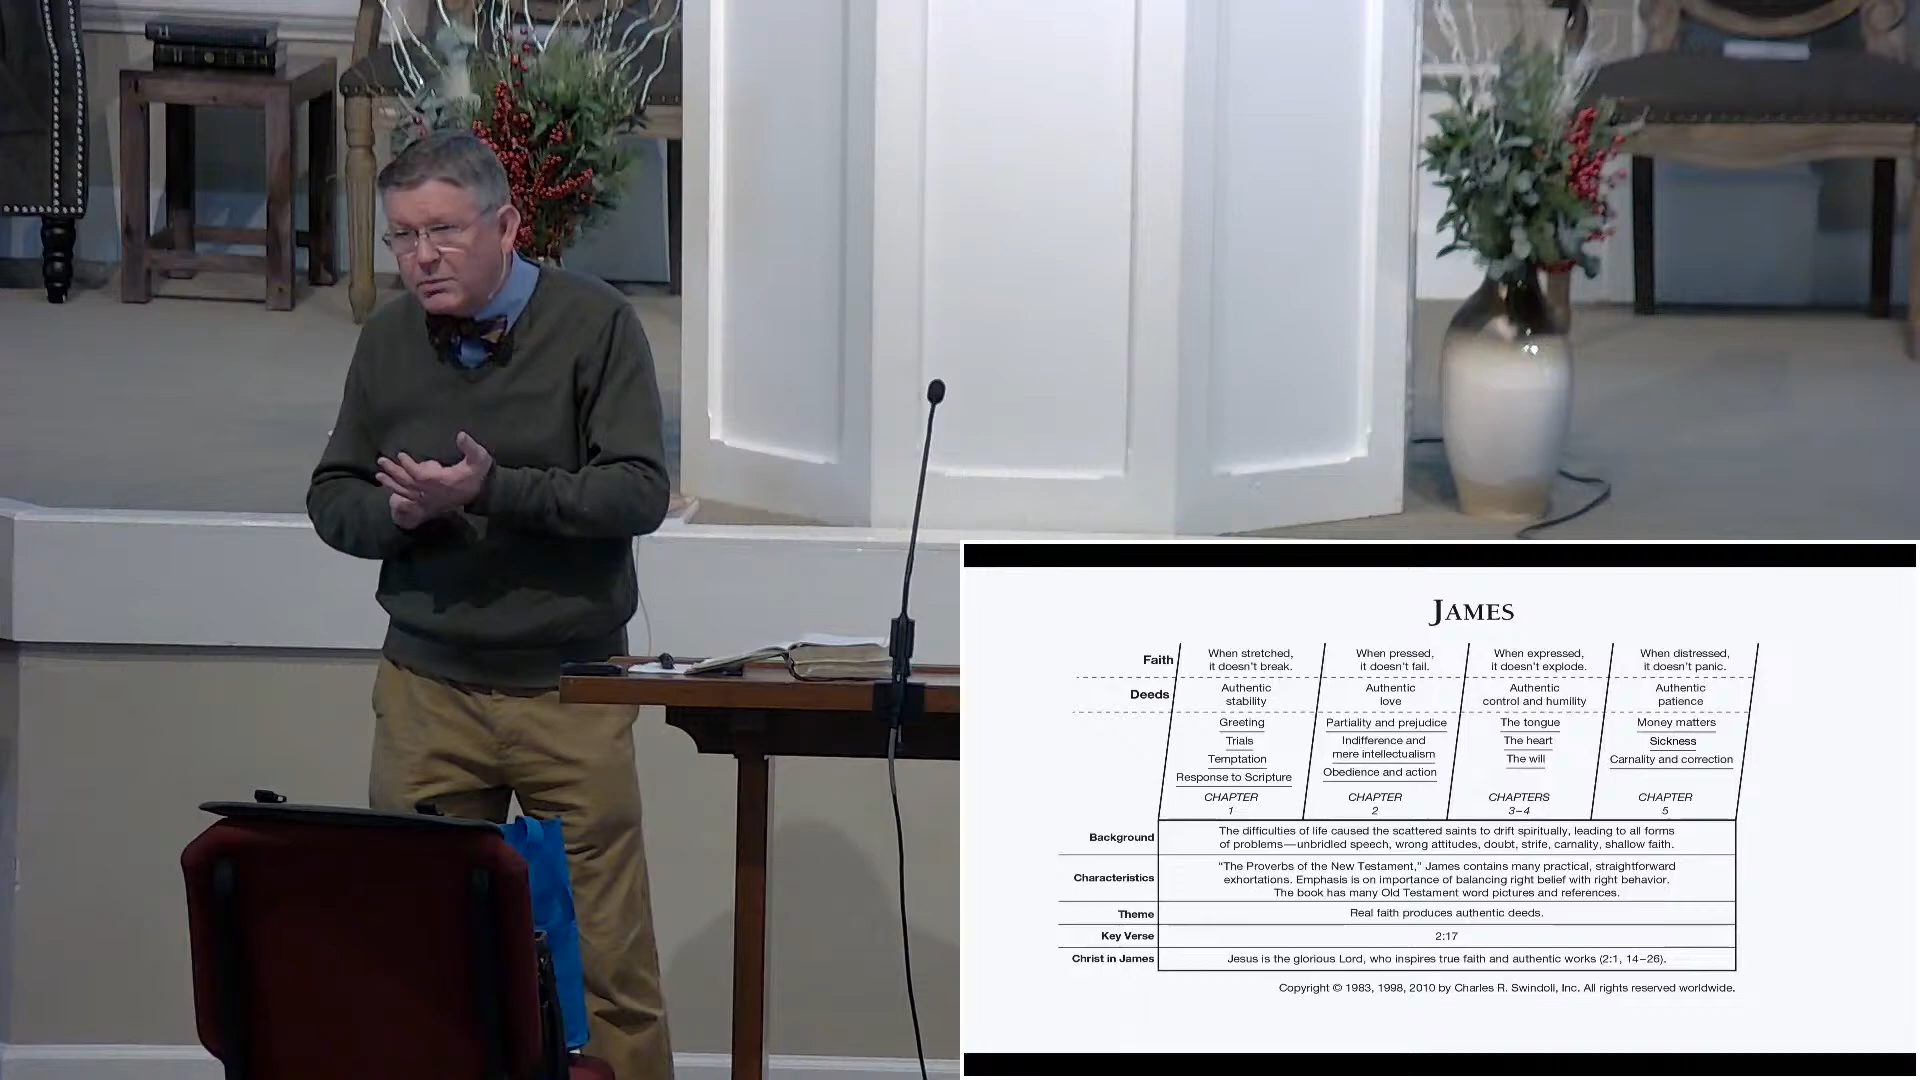 JAMES
Faith
When stretched,
it doesn't break.
When pressed,
it doesn't fail.
When expressed,
it doesn't explode.
When distressed,
it doesn't panic.
Deeds
Authentic
stability
Authentic
love
Authentic
control and humility
Authentic
patience
Greeting
Trials
Temptation
Response to Scripture
Partiality and prejudice
Indifference and
mere intellectualism
Obedience and action
The tongue
The heart
The will
Money matters
Sickness
Carnality and correction
CHAPTER
1
CHAPTER
2
CHAPTERS
3–4
CHAPTER
5
Background
The difficulties of life caused the scattered saints to drift spiritually, leading to all forms
of problems—unbridled speech, wrong attitudes, doubt, strife, carnality, shallow faith.
Characteristics
“The Proverbs of the New Testament,” James contains many practical, straightforward
exhortations. Emphasis is on importance of balancing right belief with right behavior.
The book has many Old Testament word pictures and references.
Theme
Real faith produces authentic deeds.
Key Verse
2:17
Christ in James
Jesus is the glorious Lord, who inspires true faith and authentic works (2:1, 14–26).
Copyright © 1983, 1998, 2010 by Charles R. Swindoll, Inc. All rights reserved worldwide.